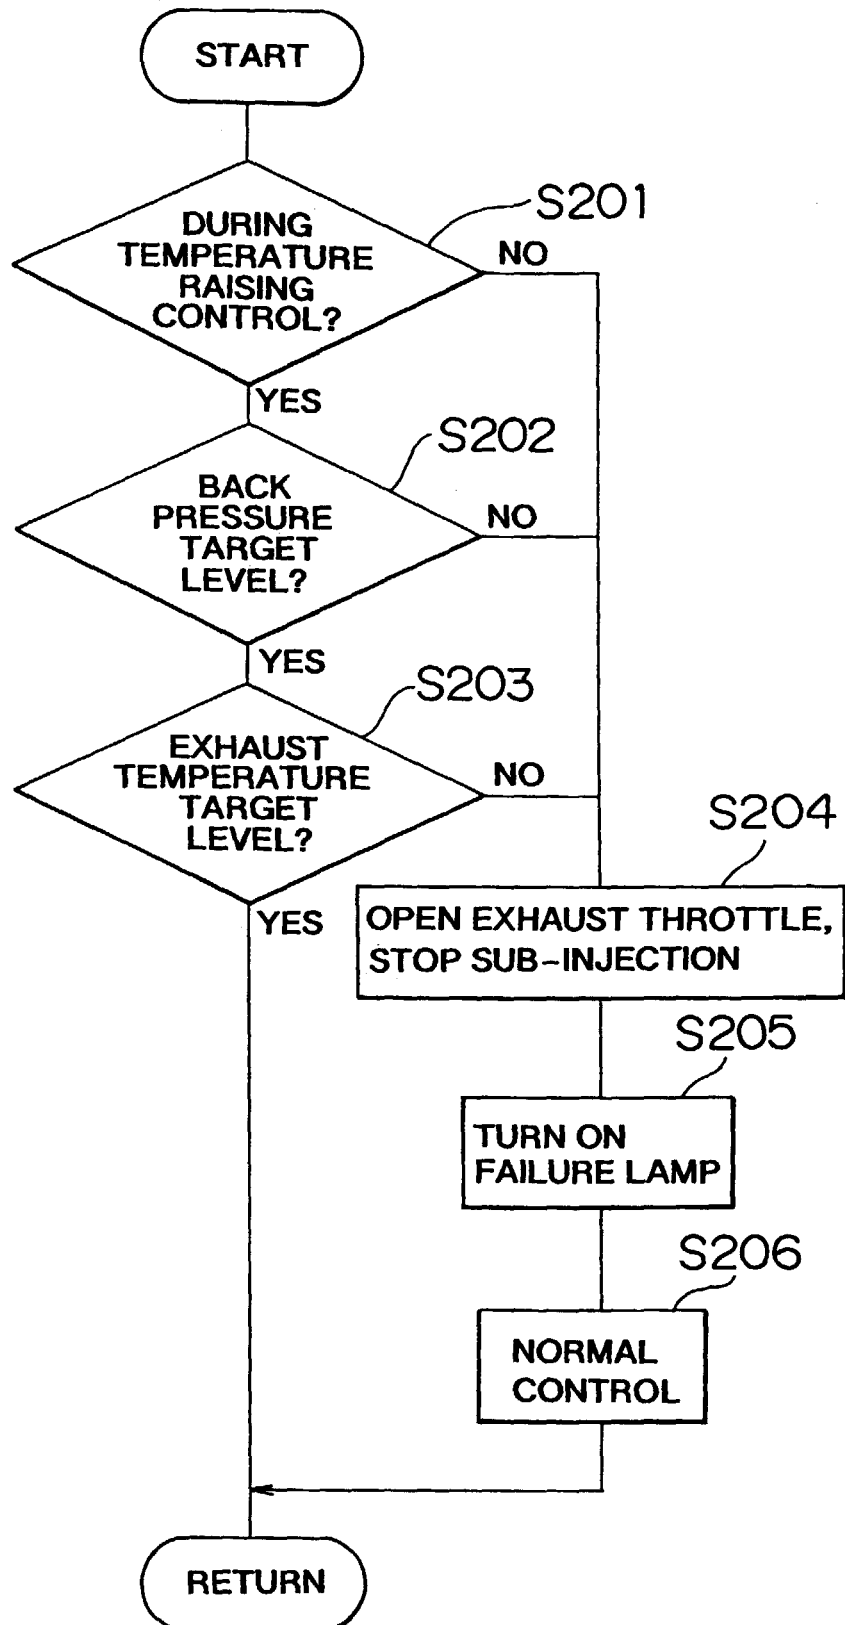 START
S201
DURING
TEMPERATURE
RAISING
CONTROL?
NO
YES
S202
BACK
PRESSURE
TARGET
LEVEL?
NO
YES
S203
EXHAUST
TEMPERATURE
TARGET
LEVEL?
NO
YES
S204
OPEN EXHAUST THROTTLE,
STOP SUB-INJECTION
S205
TURN ON
FAILURE LAMP
S206
NORMAL
CONTROL
RETURN